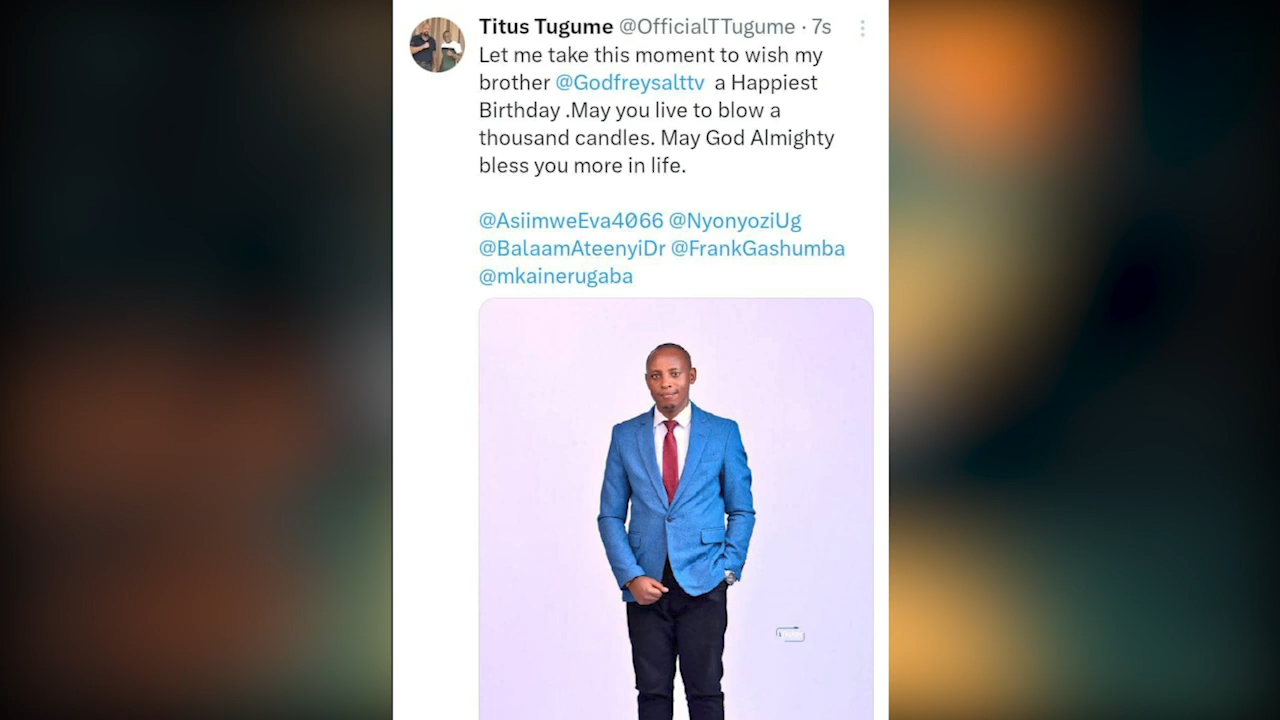 Titus Tugume @OfficialTTugume · 7s
Let me take this moment to wish my
brother @Godfreysalttv a Happiest
Birthday .May you live to blow a
thousand candles. May God Almighty
bless you more in life.
@AsiimweEva4066 @NyonyoziUg
@BalaamAteenyiDr @FrankGashumba
@mkainerugaba